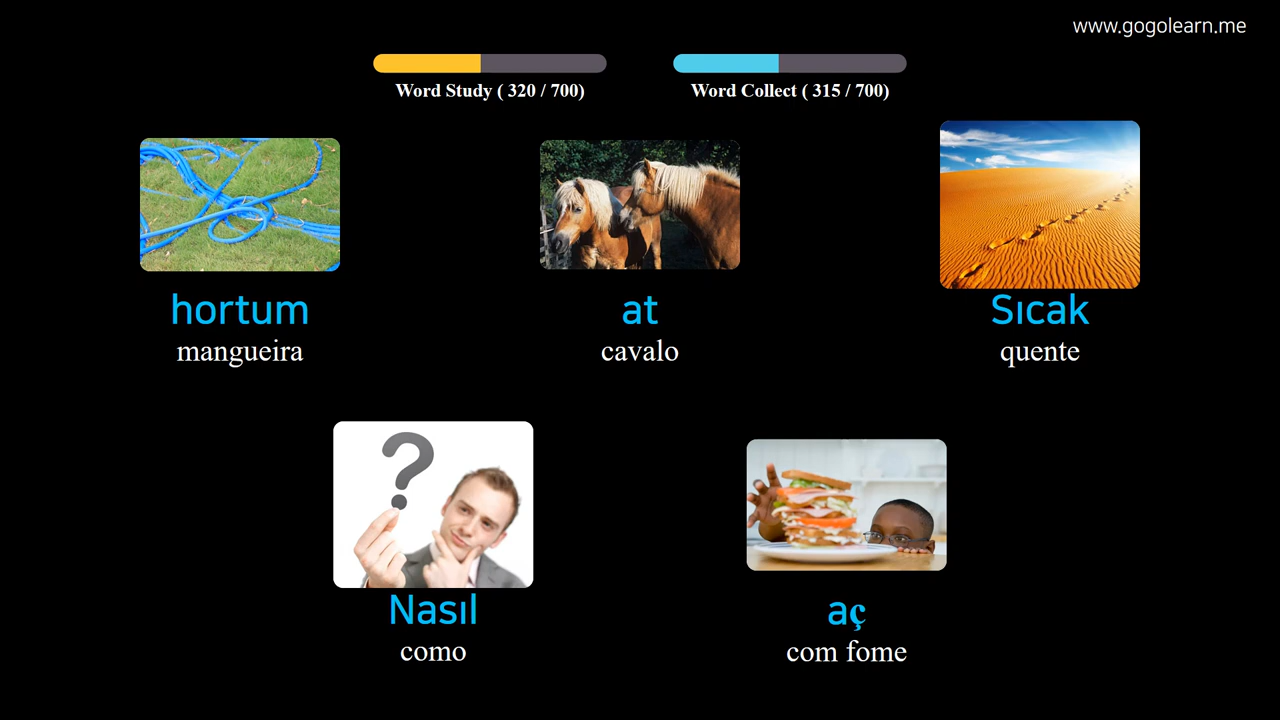 www.gogolearn.me
Word Study ( 320 / 700)
Word Collect ( 315 / 700)
hortum
mangueira
at
cavalo
Sıcak
quente
Nasıl
como
aç
com fome